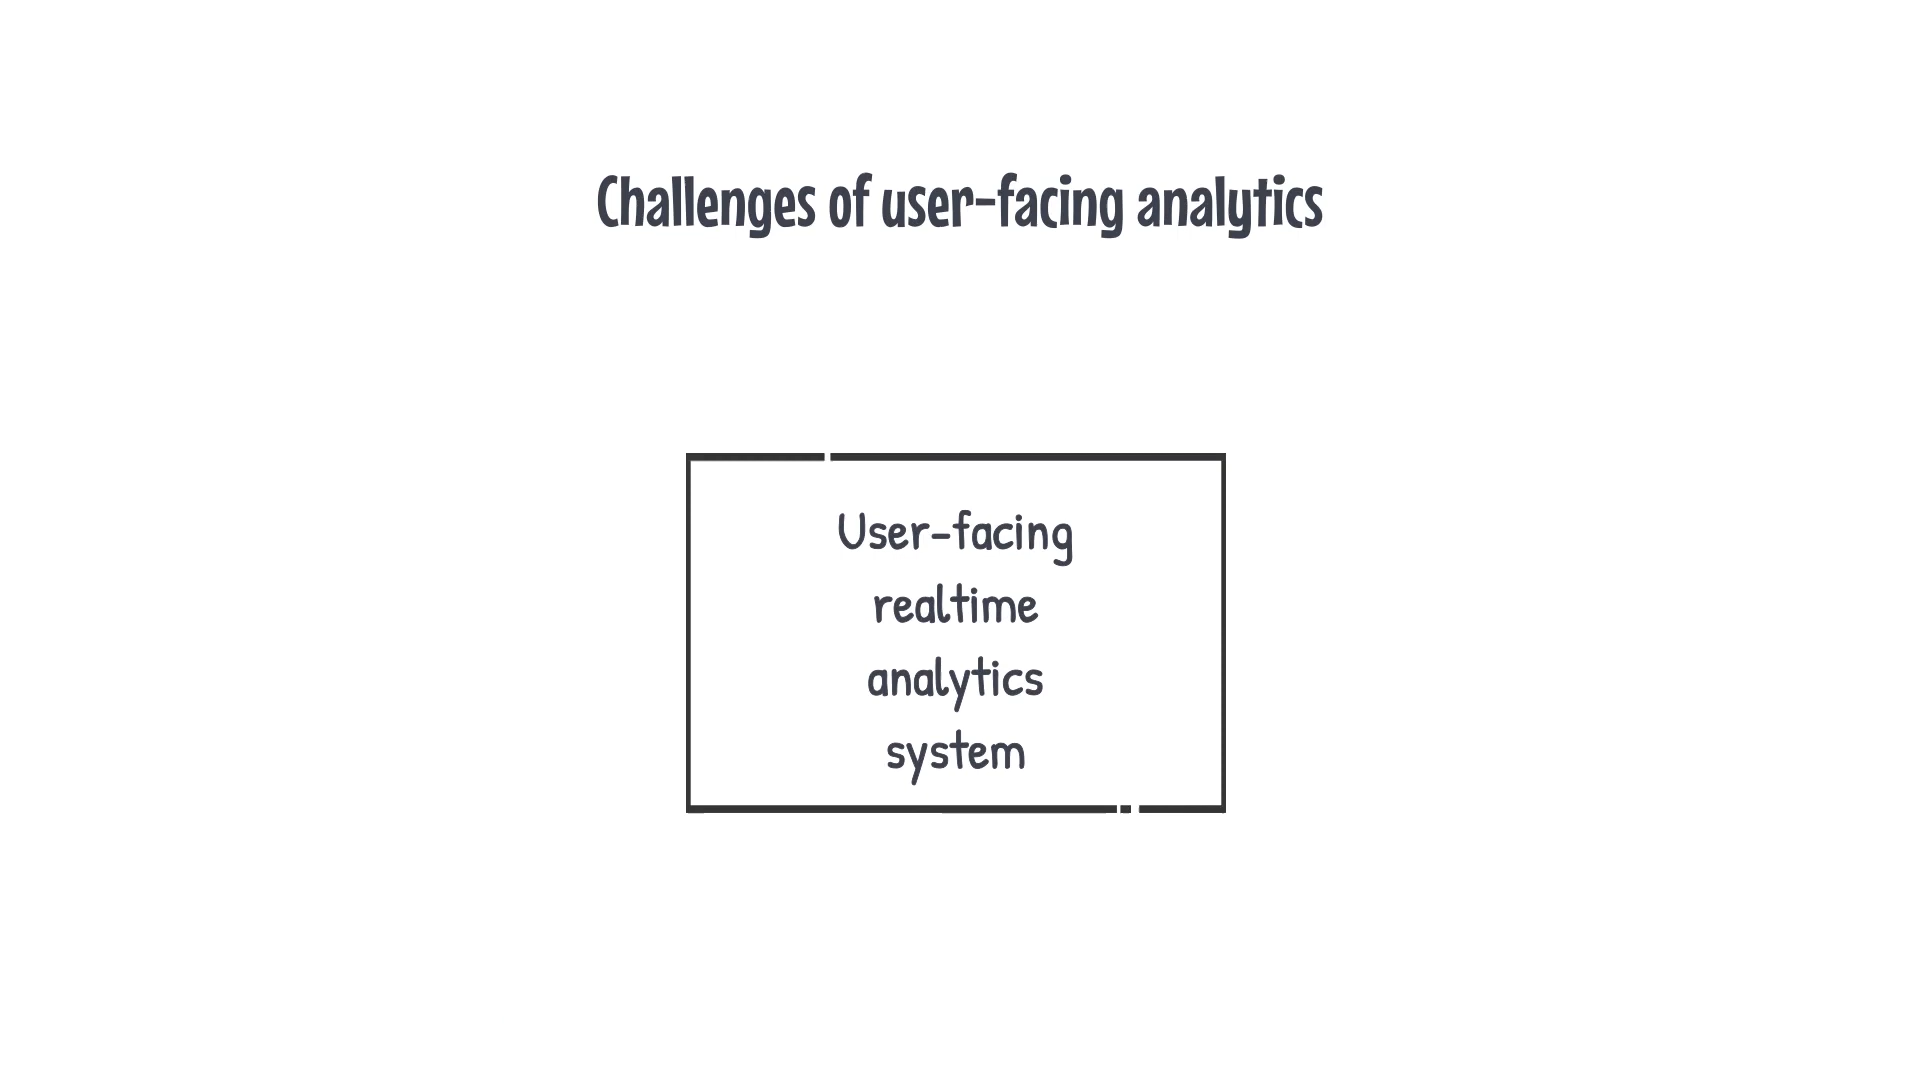 Challenges of user-facing analytics
User-facing
realtime
analytics
system